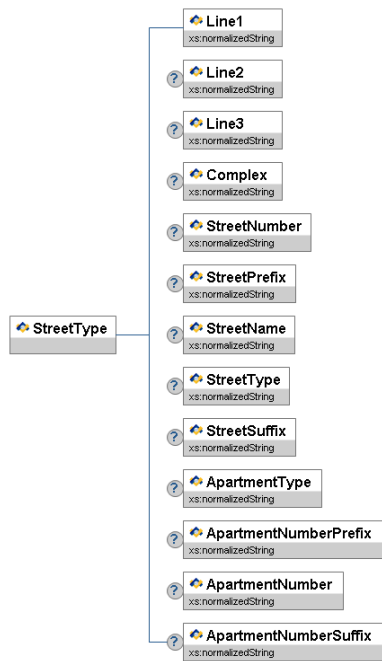 Line1
xs:normalizedString
?
Line2
xs:normalizedString
?
Line3
xs:normalizedString
?
Complex
xs:normalizedString
?
StreetNumber
xs:normalizedString
?
StreetPrefix
xs:normalizedString
StreetType
?
StreetName
xs:normalizedString
?
StreetType
xs:normalizedString
?
StreetSuffix
xs:normalizedString
?
ApartmentType
xs:normalizedString
?
ApartmentNumberPrefix
xs:normalizedString
?
ApartmentNumber
xs:normalizedString
?
ApartmentNumberSuffix
xs:normalizedString